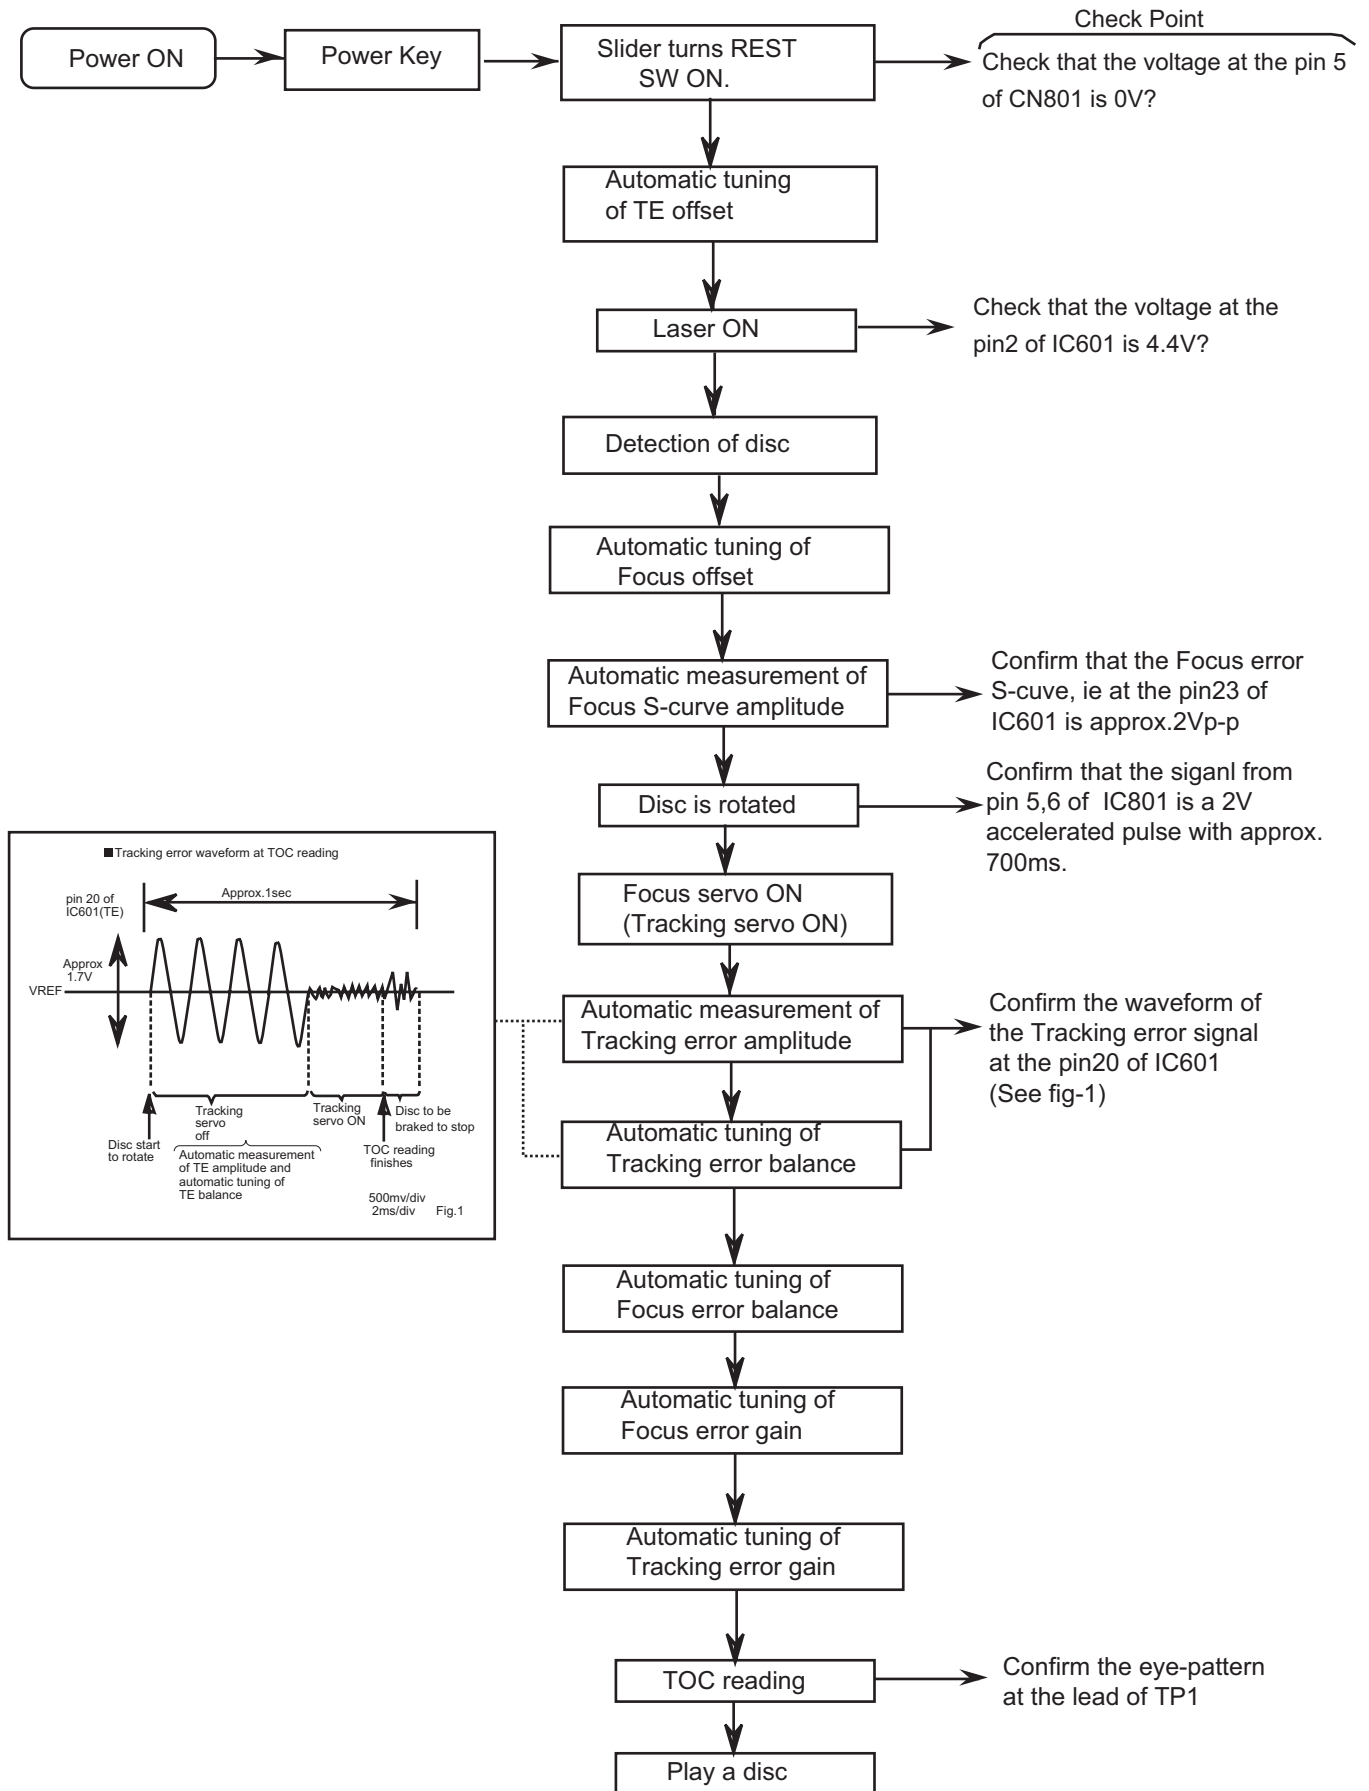 Check Point
Power ON
Power Key
Slider turns REST
SW ON.
Check that the voltage at the pin 5
of CN801 is 0V?
Automatic tuning
of TE offset
Laser ON
Check that the voltage at the
pin2 of IC601 is 4.4V?
Detection of disc
Automatic tuning of
Focus offset
Automatic measurement of
Focus S-curve amplitude
Confirm that the Focus error
S-cuve, ie at the pin23 of
IC601 is approx.2Vp-p
Disc is rotated
Confirm that the siganl from
pin 5,6 of IC801 is a 2V
accelerated pulse with approx.
700ms.
Focus servo ON
(Tracking servo ON)
■Tracking error waveform at TOC reading
pin 20 of
IC601(TE)
Approx.1sec
Approx
1.7V
VREF
Disc start
to rotate
Tracking
servo
off
Automatic measurement
of TE amplitude and
automatic tuning of
TE balance
Tracking
servo ON
Disc to be
braked to stop
TOC reading
finishes
500mv/div
2ms/div
Fig.1
Automatic measurement of
Tracking error amplitude
Confirm the waveform of
the Tracking error signal
at the pin20 of IC601
(See fig-1)
Automatic tuning of
Tracking error balance
Automatic tuning of
Focus error balance
Automatic tuning of
Focus error gain
Automatic tuning of
Tracking error gain
TOC reading
Confirm the eye-pattern
at the lead of TP1
Play a disc